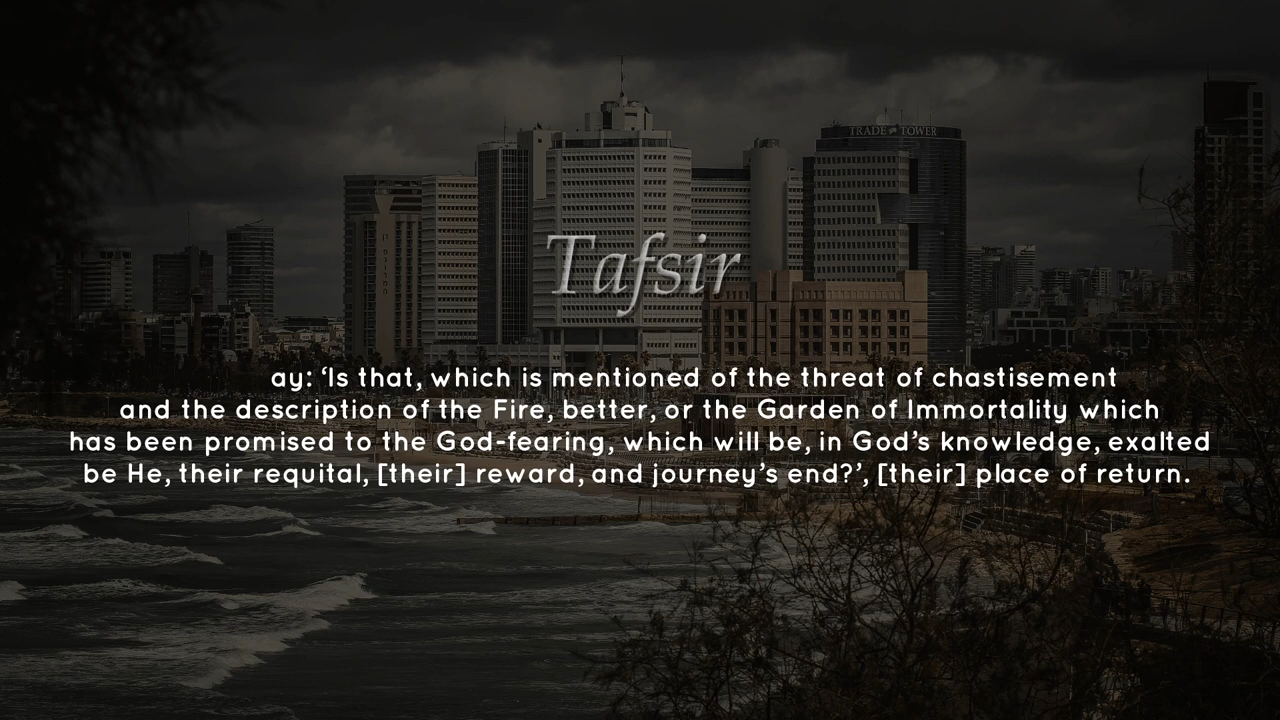 TRADE TOWER
Tafsir
ay: ‘Is that, which is mentioned of the threat of chastisement
and the description of the Fire, better, or the Garden of Immortality which
has been promised to the God-fearing, which will be, in God’s knowledge, exalted
be He, their requital, [their] reward, and journey’s end?’, [their] place of return.